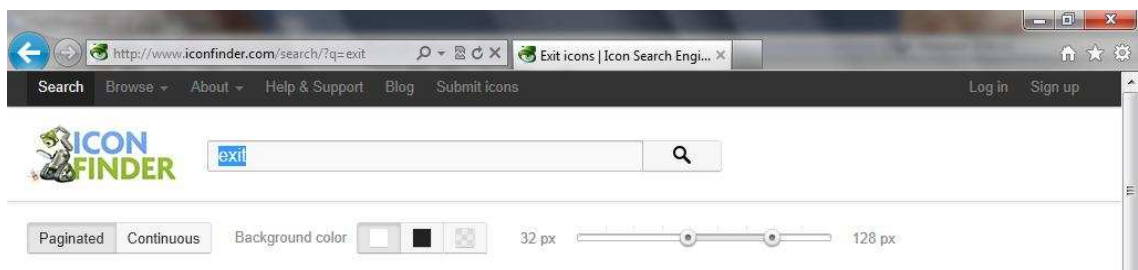 http://www.iconfinder.com/search/?q=exit
Exit icons | Icon Search Engi...
Search Browse About Help & Support Blog Submit icons Log in Sign up
ICON
FINDER
exit
Paginated Continuous Background color 32 px 128 px